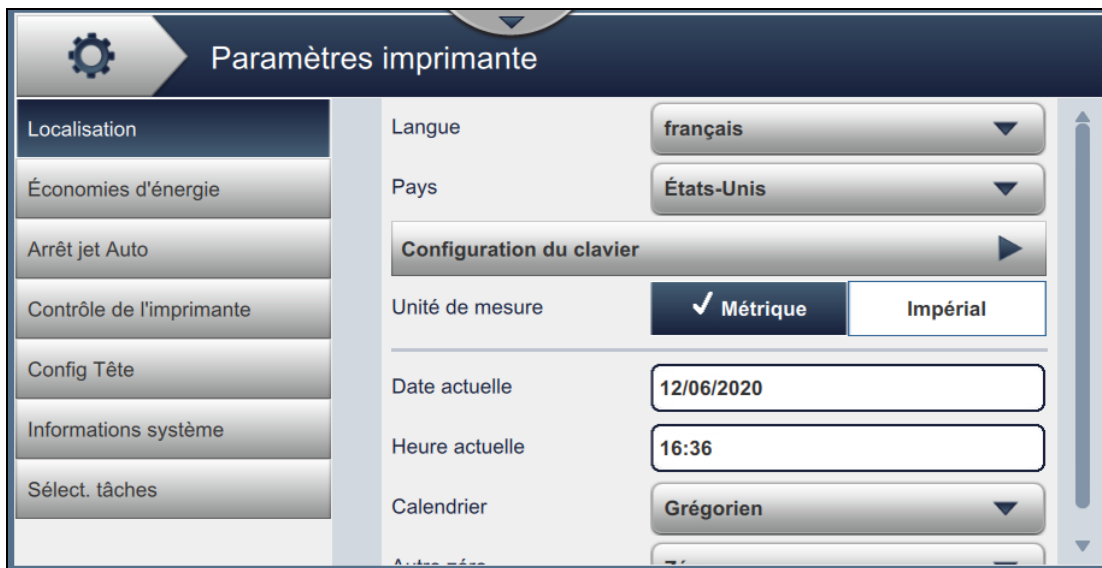 Paramètres imprimante
Localisation
Économies d'énergie
Arrêt jet Auto
Contrôle de l'imprimante
Config Tête
Informations système
Sélect. tâches
Langue français
Pays États-Unis
Configuration du clavier
Unité de mesure Métrique Impérial
Date actuelle 12/06/2020
Heure actuelle 16:36
Calendrier Grégorien